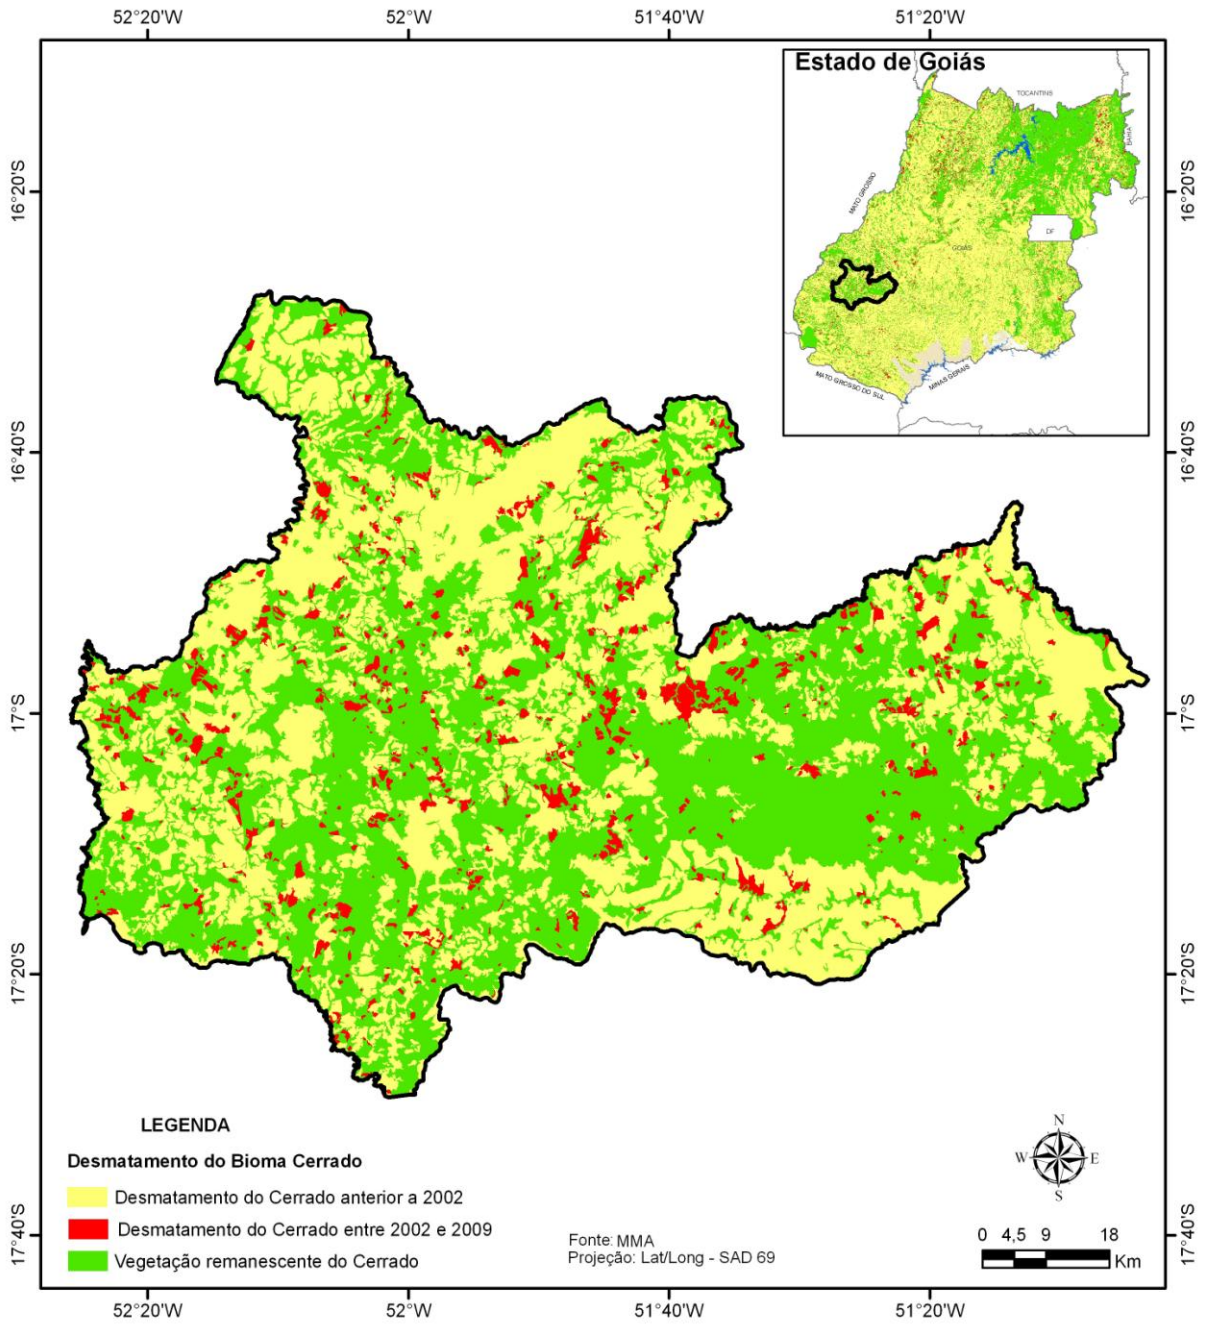 52°20'W 52°W 51°40'W 51°20'W
Estado de Goiás
TOCANTINS
BAHIA
MATO GROSSO
DF
GOIÁS
MINAS GERAIS
MATO GROSSO DO SUL
16°20'S 16°20'S
16°40'S 16°40'S
17°S 17°S
17°20'S 17°20'S
17°40'S 17°40'S
LEGENDA
Desmatamento do Bioma Cerrado
Desmatamento do Cerrado anterior a 2002
Desmatamento do Cerrado entre 2002 e 2009
Vegetação remanescente do Cerrado
Fonte: MMA
Projeção: Lat/Long - SAD 69
N
W E
S
0 4,5 9 18
Km
52°20'W 52°W 51°40'W 51°20'W